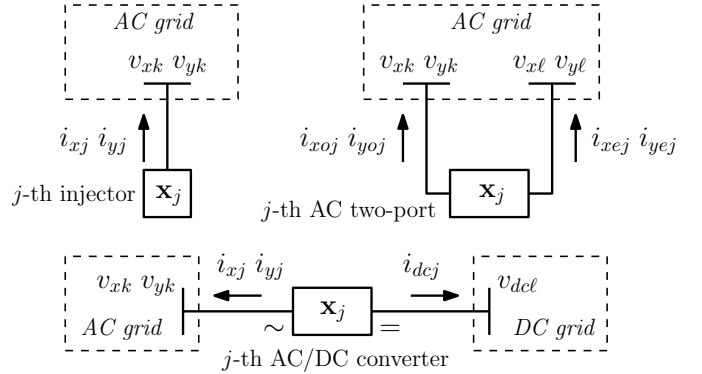 AC grid
v_{xk} v_{yk}
i_{xj} i_{yj}
j-th injector
x_j
AC grid
v_{xk} v_{yk} v_{xℓ} v_{yℓ}
i_{xoj} i_{yoj}
i_{xej} i_{yej}
x_j
j-th AC two-port
v_{xk} v_{yk}
AC grid
i_{xj} i_{yj}
x_j
i_{dcj}
∼ =
v_{dcℓ}
DC grid
j-th AC/DC converter